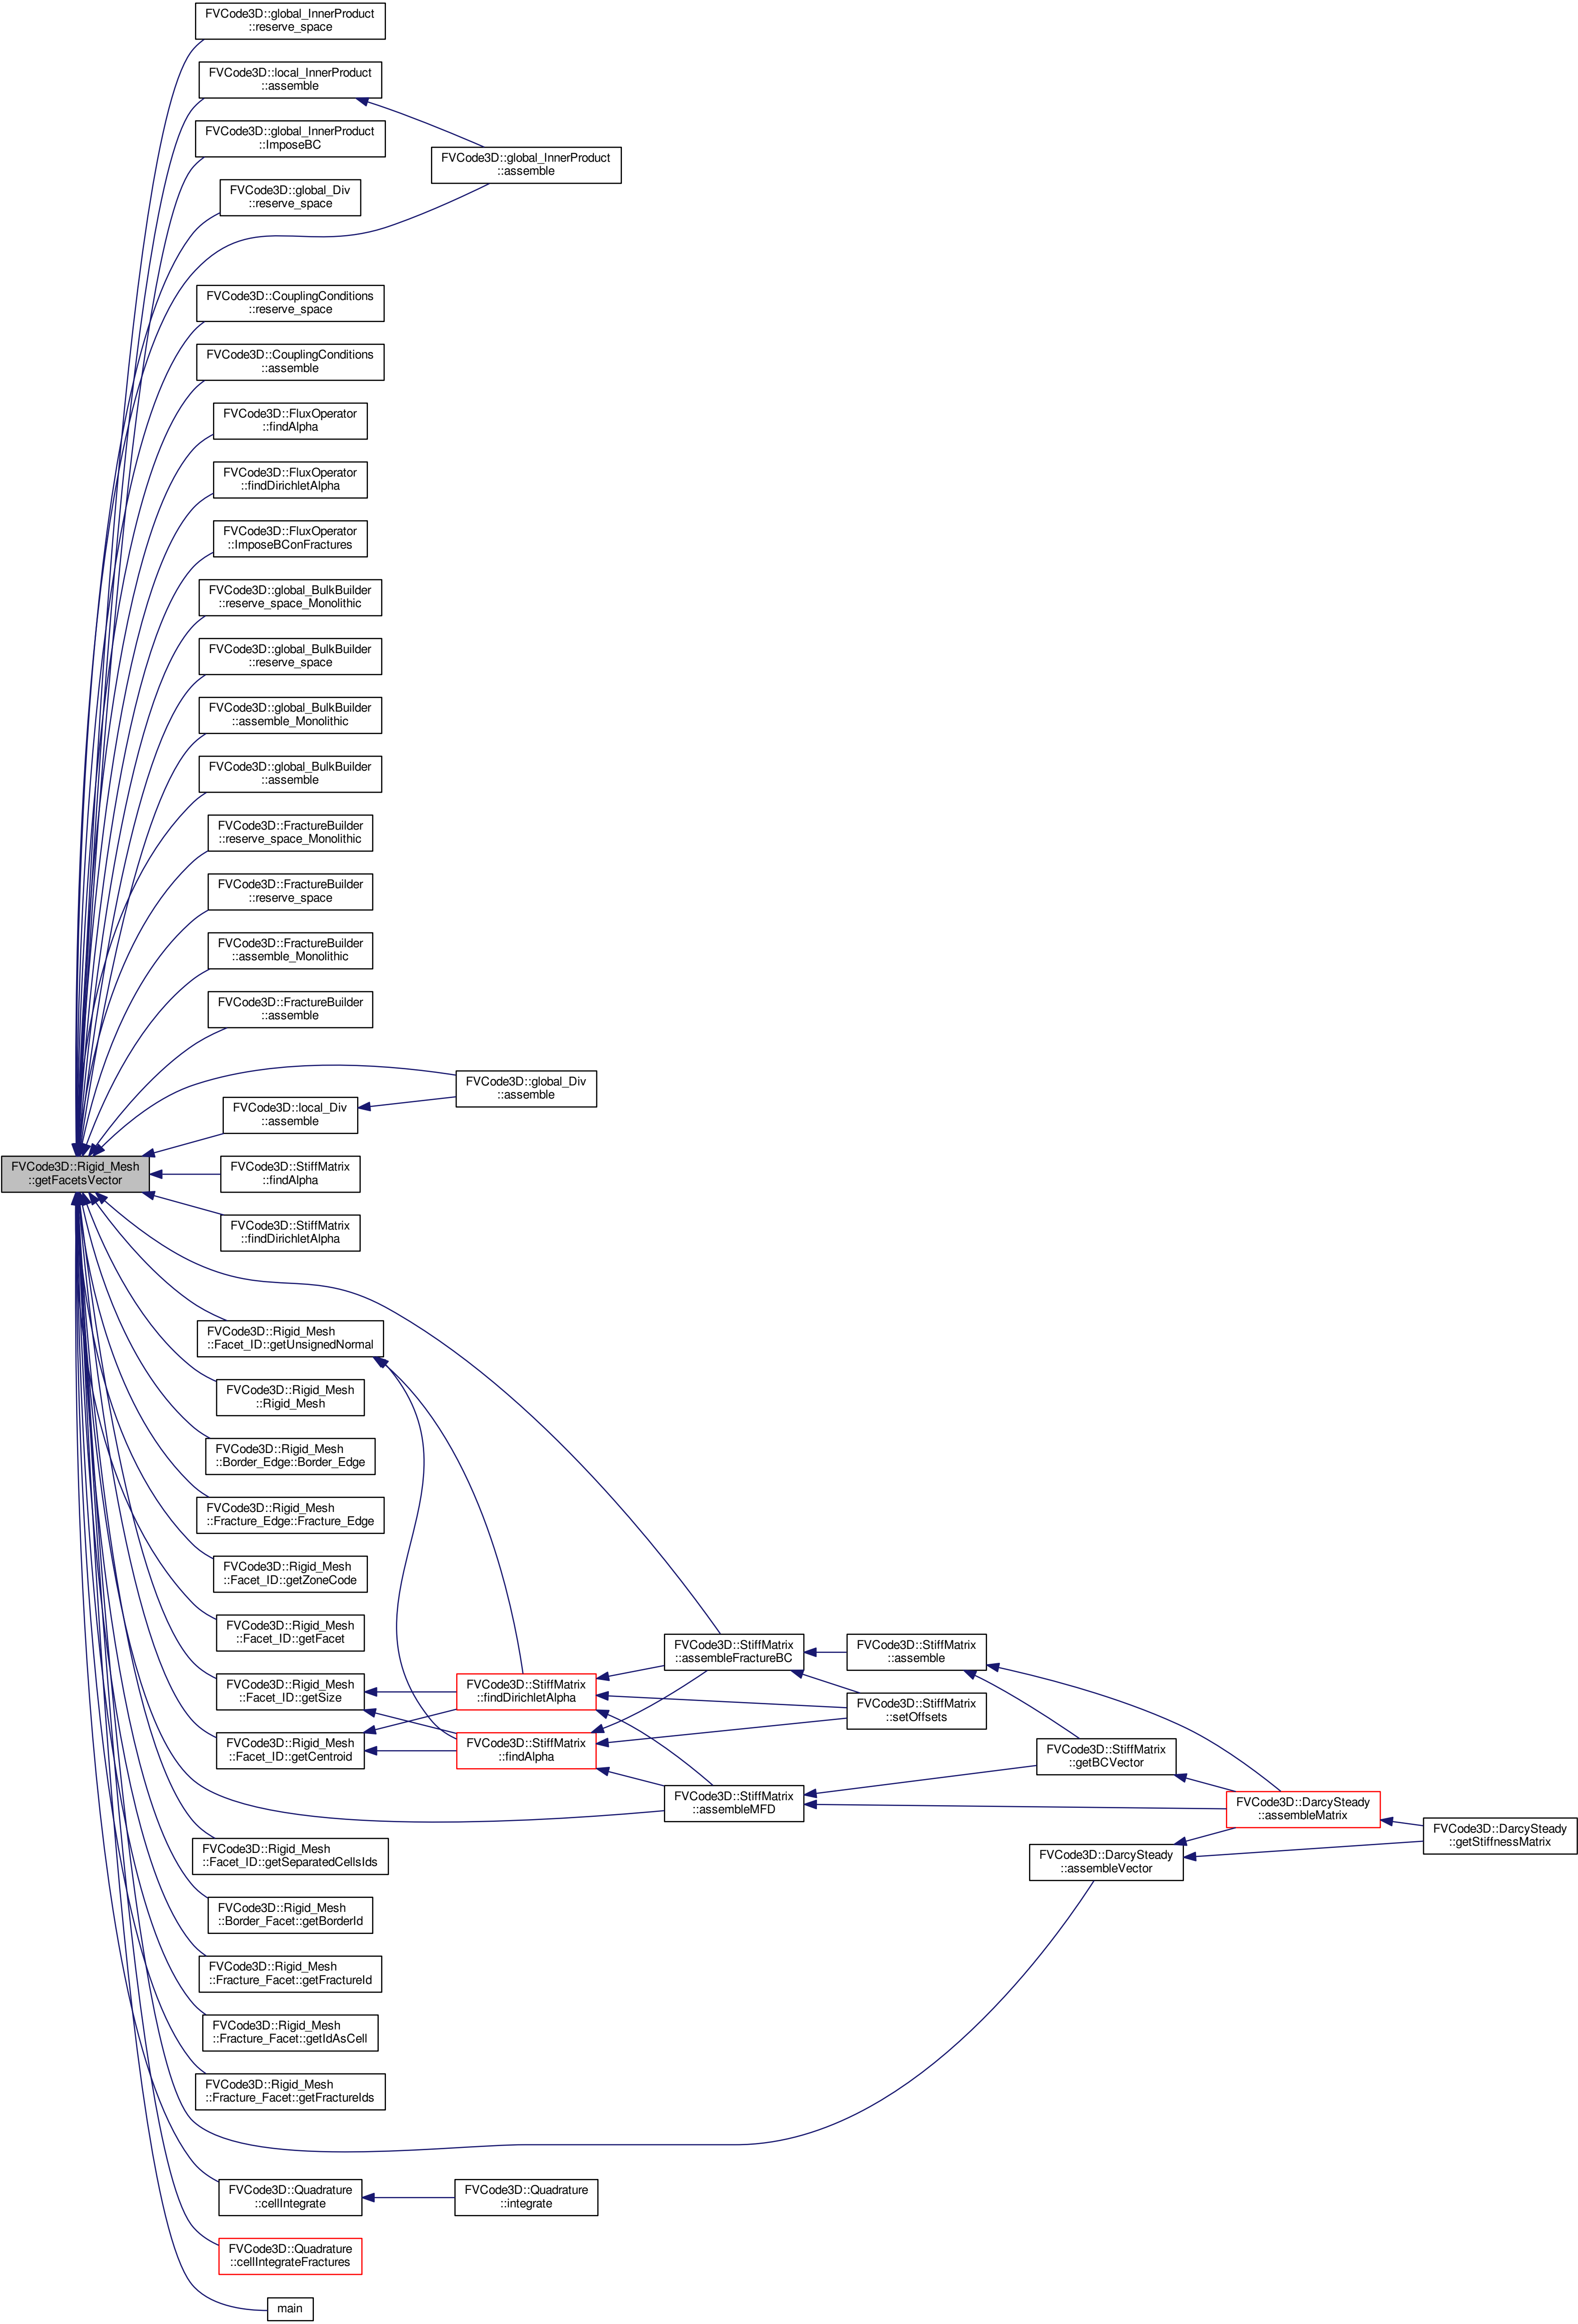 FVCode3D::global_InnerProduct
::reserve_space
FVCode3D::local_InnerProduct
::assemble
FVCode3D::global_InnerProduct
::ImposeBC
FVCode3D::global_InnerProduct
::assemble
FVCode3D::global_Div
::reserve_space
FVCode3D::CouplingConditions
::reserve_space
FVCode3D::CouplingConditions
::assemble
FVCode3D::FluxOperator
::findAlpha
FVCode3D::FluxOperator
::findDirichletAlpha
FVCode3D::FluxOperator
::ImposeBConFractures
FVCode3D::global_BulkBuilder
::reserve_space_Monolithic
FVCode3D::global_BulkBuilder
::reserve_space
FVCode3D::global_BulkBuilder
::assemble_Monolithic
FVCode3D::global_BulkBuilder
::assemble
FVCode3D::FractureBuilder
::reserve_space_Monolithic
FVCode3D::FractureBuilder
::reserve_space
FVCode3D::FractureBuilder
::assemble_Monolithic
FVCode3D::FractureBuilder
::assemble
FVCode3D::global_Div
::assemble
FVCode3D::local_Div
::assemble
FVCode3D::Rigid_Mesh
::getFacetsVector
FVCode3D::StiffMatrix
::findAlpha
FVCode3D::StiffMatrix
::findDirichletAlpha
FVCode3D::Rigid_Mesh
::Facet_ID::getUnsignedNormal
FVCode3D::Rigid_Mesh
::Rigid_Mesh
FVCode3D::Rigid_Mesh
::Border_Edge::Border_Edge
FVCode3D::Rigid_Mesh
::Fracture_Edge::Fracture_Edge
FVCode3D::Rigid_Mesh
::Facet_ID::getZoneCode
FVCode3D::Rigid_Mesh
::Facet_ID::getFacet
FVCode3D::StiffMatrix
::assembleFractureBC
FVCode3D::StiffMatrix
::assemble
FVCode3D::Rigid_Mesh
::Facet_ID::getSize
FVCode3D::StiffMatrix
::findDirichletAlpha
FVCode3D::StiffMatrix
::setOffsets
FVCode3D::Rigid_Mesh
::Facet_ID::getCentroid
FVCode3D::StiffMatrix
::findAlpha
FVCode3D::StiffMatrix
::getBCVector
FVCode3D::StiffMatrix
::assembleMFD
FVCode3D::DarcySteady
::assembleMatrix
FVCode3D::DarcySteady
::getStiffnessMatrix
FVCode3D::Rigid_Mesh
::Facet_ID::getSeparatedCellsIds
FVCode3D::DarcySteady
::assembleVector
FVCode3D::Rigid_Mesh
::Border_Facet::getBorderId
FVCode3D::Rigid_Mesh
::Fracture_Facet::getFractureId
FVCode3D::Rigid_Mesh
::Fracture_Facet::getIdAsCell
FVCode3D::Rigid_Mesh
::Fracture_Facet::getFractureIds
FVCode3D::Quadrature
::cellIntegrate
FVCode3D::Quadrature
::integrate
FVCode3D::Quadrature
::cellIntegrateFractures
main